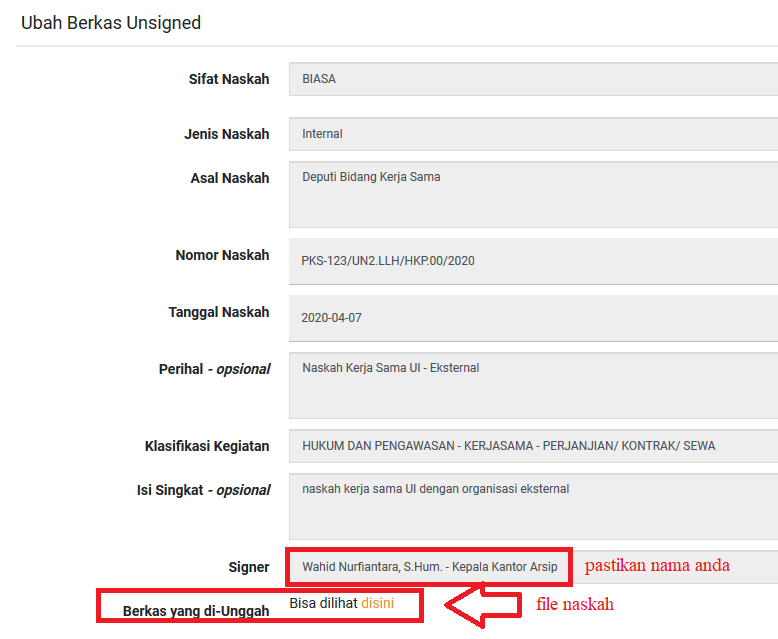 Ubah Berkas Unsigned
Sifat Naskah BIASA
Jenis Naskah Internal
Asal Naskah Deputi Bidang Kerja Sama
Nomor Naskah PKS-123/UN2.LLH/HKP.00/2020
Tanggal Naskah 2020-04-07
Perihal - opsional Naskah Kerja Sama UI - Eksternal
Klasifikasi Kegiatan HUKUM DAN PENGAWASAN - KERJASAMA - PERJANJIAN/ KONTRAK/ SEWA
Isi Singkat - opsional naskah kerja sama UI dengan organisasi eksternal
Signer Wahid Nurfiantara, S.Hum. - Kepala Kantor Arsip pastikan nama anda
Berkas yang di-Unggah Bisa dilihat disini file naskah